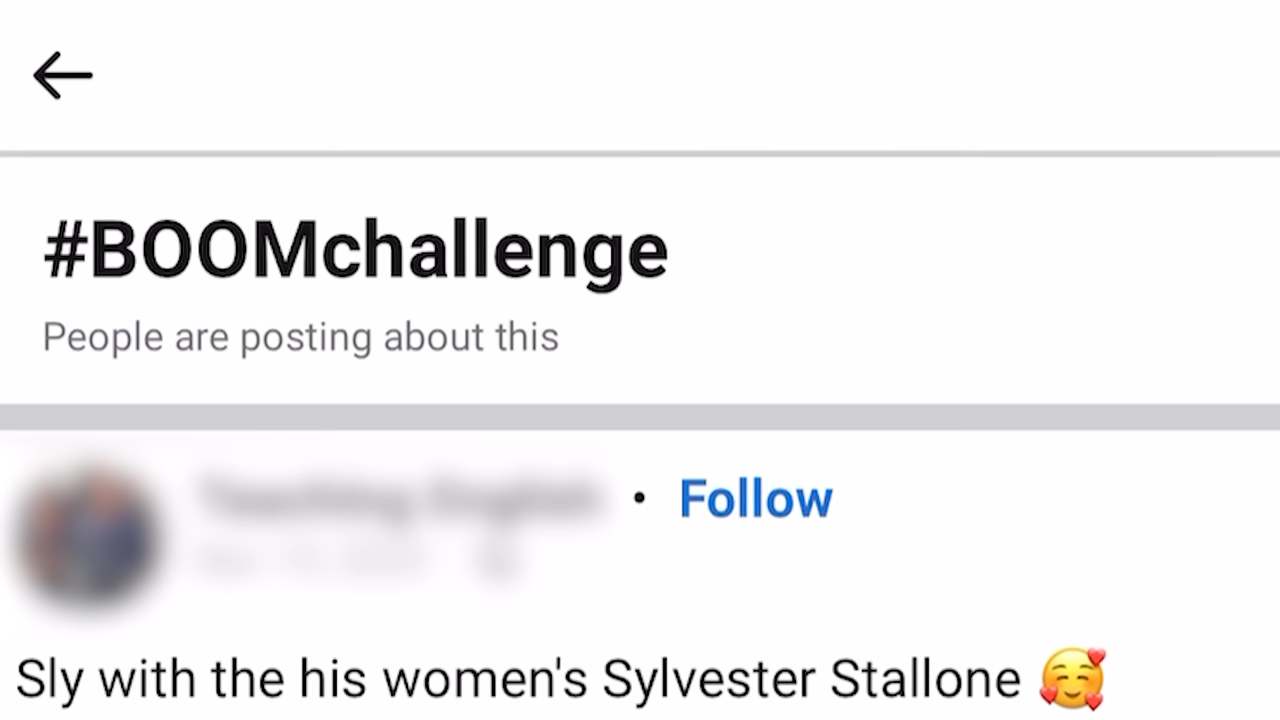 #BOOMchallenge
People are posting about this
• Follow
Sly with the his women's Sylvester Stallone 🥰